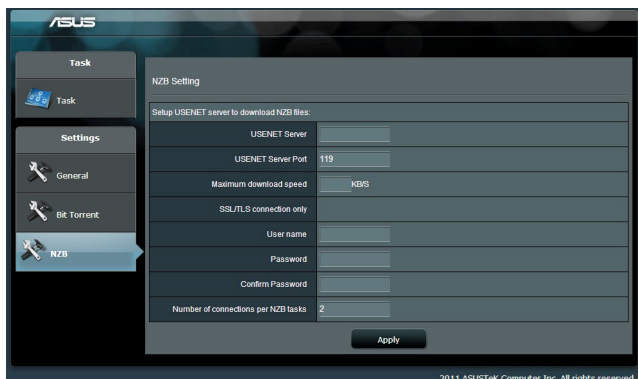 ASUS
Task
Task
Settings
General
Bit Torrent
NZB
NZB Setting
Setup USENET server to download NZB files:
USENET Server
USENET Server Port 119
Maximum download speed KB/S
SSL/TLS connection only
User name
Password
Confirm Password
Number of connections per NZB tasks 2
Apply
2011 ASUSTeK Computer Inc. All rights reserved